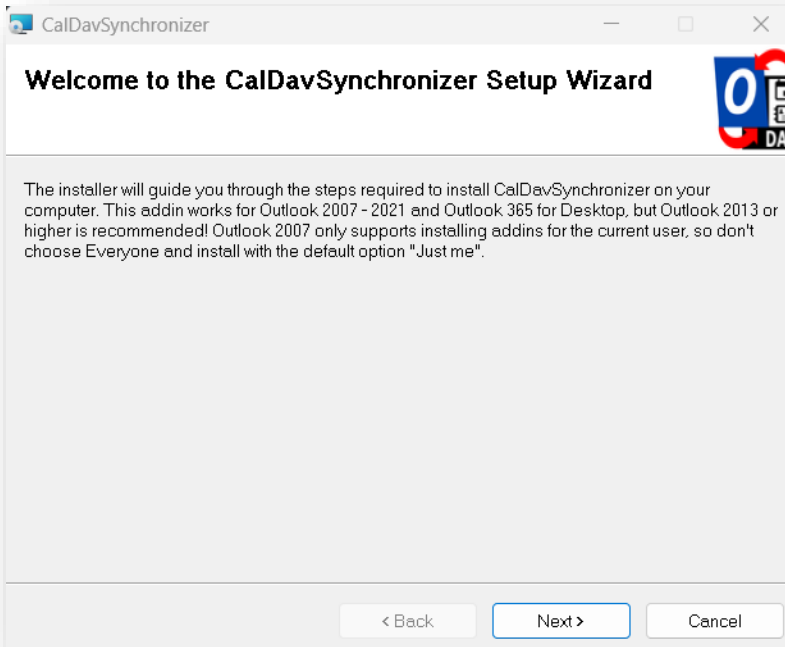 CalDavSynchronizer
Welcome to the CalDavSynchronizer Setup Wizard
The installer will guide you through the steps required to install CalDavSynchronizer on your
computer. This addin works for Outlook 2007 - 2021 and Outlook 365 for Desktop, but Outlook 2013 or
higher is recommended! Outlook 2007 only supports installing addins for the current user, so don't
choose Everyone and install with the default option "Just me".
< Back
Next >
Cancel